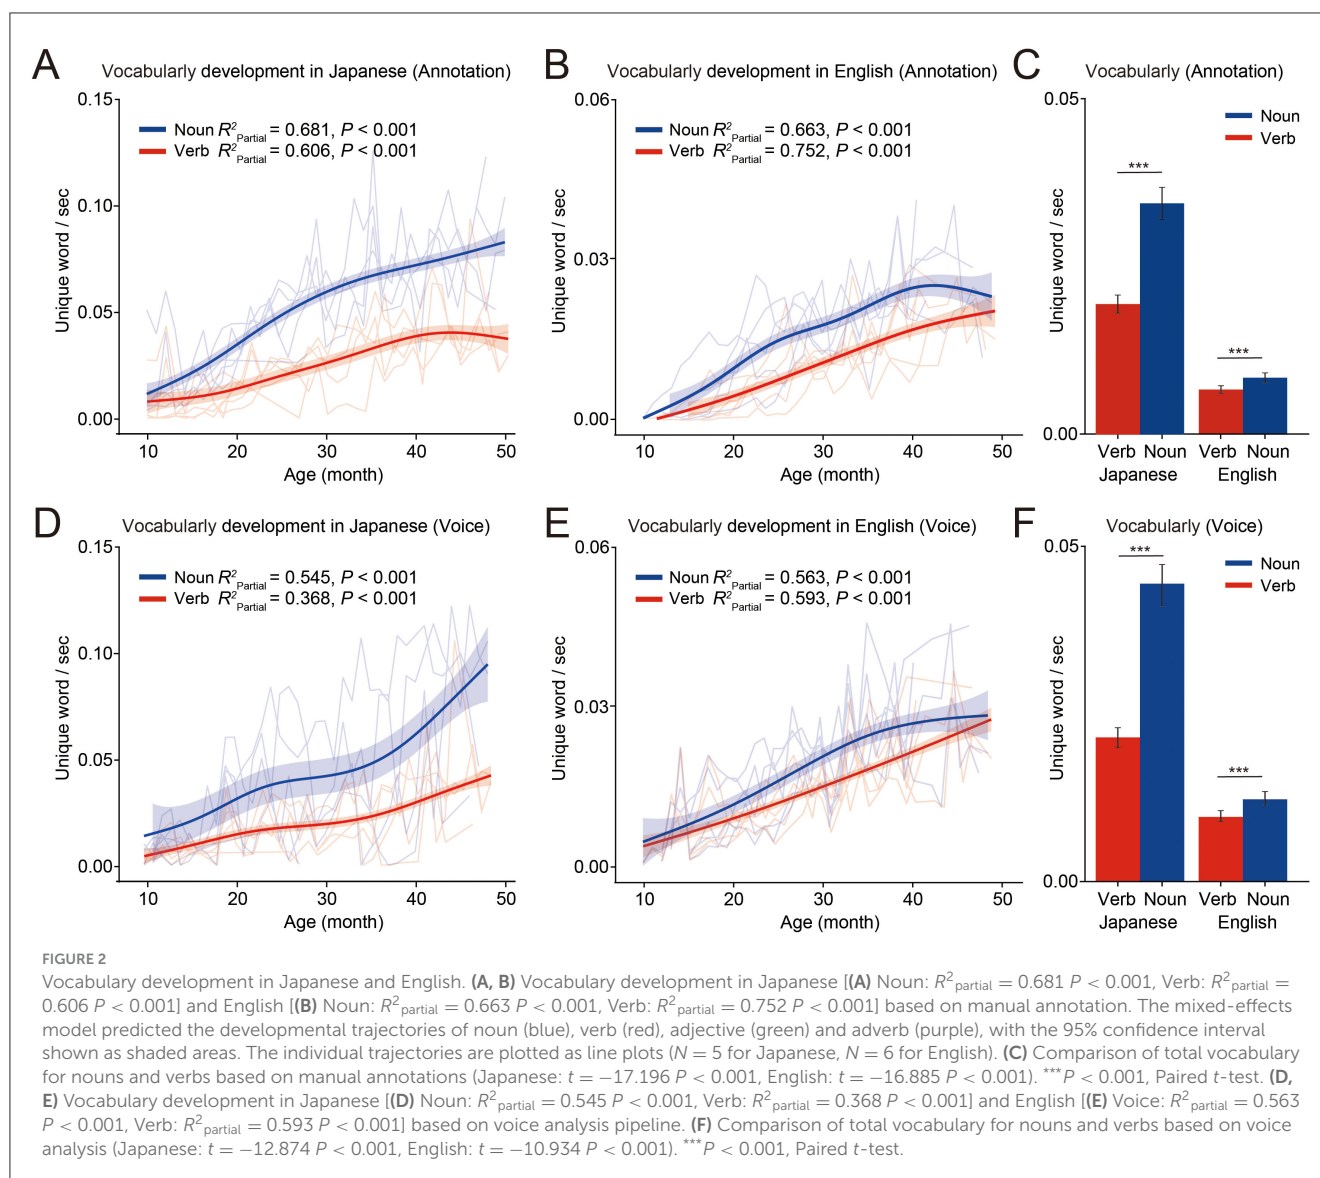 A
Vocabularly development in Japanese (Annotation)
0.15
0.10
0.05
0.00
Unique word / sec
Noun R²Partial = 0.681, P < 0.001
Verb R²Partial = 0.606, P < 0.001
10 20 30 40 50
Age (month)
B
Vocabularly development in English (Annotation)
0.06
0.03
0.00
Unique word / sec
Noun R²Partial = 0.663, P < 0.001
Verb R²Partial = 0.752, P < 0.001
10 20 30 40 50
Age (month)
C
Vocabularly (Annotation)
0.05
0.00
Unique word / sec
Noun
Verb
***
***
Verb Noun Verb Noun
Japanese English
D
Vocabularly development in Japanese (Voice)
0.15
0.10
0.05
0.00
Unique word / sec
Noun R²Partial = 0.545, P < 0.001
Verb R²Partial = 0.368, P < 0.001
10 20 30 40 50
Age (month)
E
Vocabularly development in English (Voice)
0.06
0.03
0.00
Unique word / sec
Noun R²Partial = 0.563, P < 0.001
Verb R²Partial = 0.593, P < 0.001
10 20 30 40 50
Age (month)
F
Vocabularly (Voice)
0.05
0.00
Unique word / sec
Noun
Verb
***
***
Verb Noun Verb Noun
Japanese English
FIGURE 2
Vocabulary development in Japanese and English. (A, B) Vocabulary development in Japanese [(A) Noun: R²partial = 0.681 P < 0.001, Verb: R²partial =
0.606 P < 0.001] and English [(B) Noun: R²partial = 0.663 P < 0.001, Verb: R²partial = 0.752 P < 0.001] based on manual annotation. The mixed-effects
model predicted the developmental trajectories of noun (blue), verb (red), adjective (green) and adverb (purple), with the 95% confidence interval
shown as shaded areas. The individual trajectories are plotted as line plots (N = 5 for Japanese, N = 6 for English). (C) Comparison of total vocabulary
for nouns and verbs based on manual annotations (Japanese: t = −17.196 P < 0.001, English: t = −16.885 P < 0.001). ***P < 0.001, Paired t-test. (D,
E) Vocabulary development in Japanese [(D) Noun: R²partial = 0.545 P < 0.001, Verb: R²partial = 0.368 P < 0.001] and English [(E) Voice: R²partial = 0.563
P < 0.001, Verb: R²partial = 0.593 P < 0.001] based on voice analysis pipeline. (F) Comparison of total vocabulary for nouns and verbs based on voice
analysis (Japanese: t = −12.874 P < 0.001, English: t = −10.934 P < 0.001). ***P < 0.001, Paired t-test.